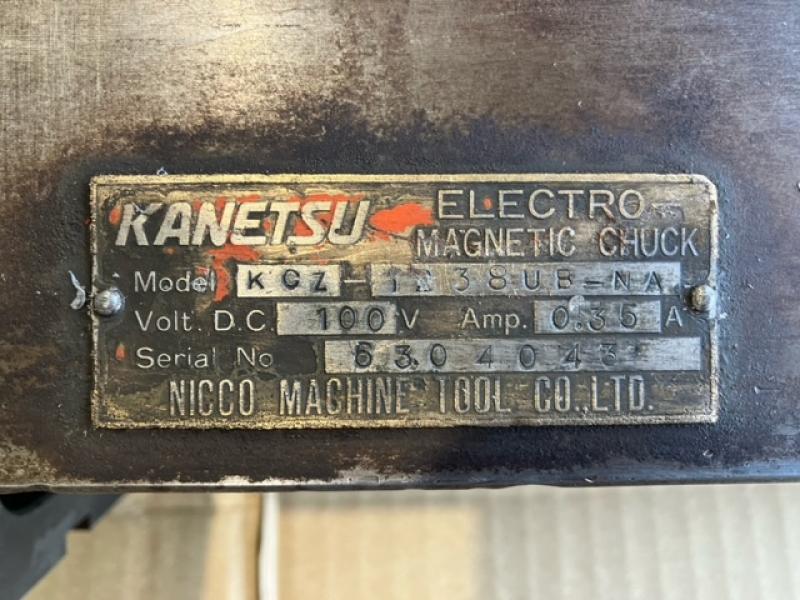 KANETSU ELECTRO
MAGNETIC CHUCK
Model KCZ-1238UB-NA
Volt. D.C. 100 V Amp. 0.35 A
Serial No 6304043
NICCO MACHINE TOOL CO.,LTD.